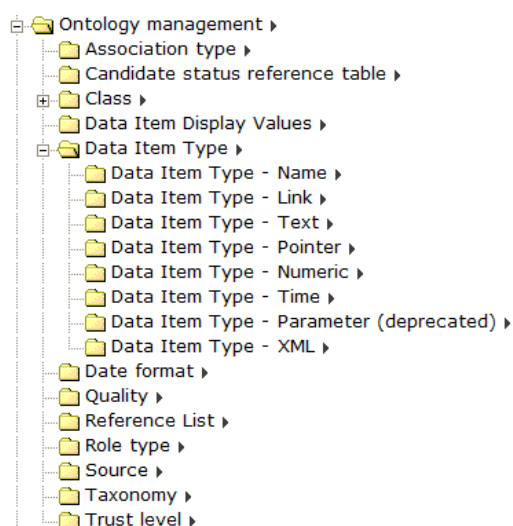 Ontology management
Association type
Candidate status reference table
Class
Data Item Display Values
Data Item Type
Data Item Type - Name
Data Item Type - Link
Data Item Type - Text
Data Item Type - Pointer
Data Item Type - Numeric
Data Item Type - Time
Data Item Type - Parameter (deprecated)
Data Item Type - XML
Date format
Quality
Reference List
Role type
Source
Taxonomy
Trust level